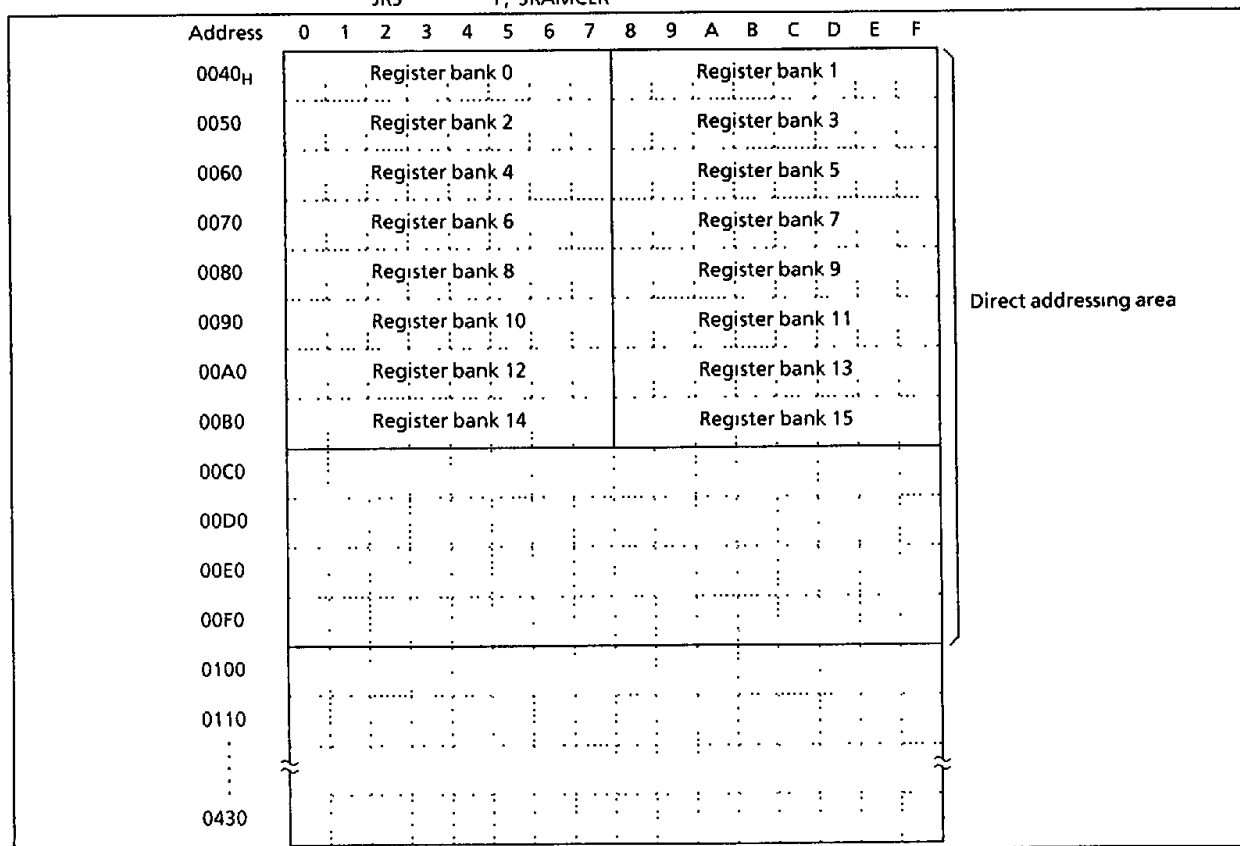 JRS T, SRAMCLR
Address 0 1 2 3 4 5 6 7 8 9 A B C D E F
0040H Register bank 0 Register bank 1
0050 Register bank 2 Register bank 3
0060 Register bank 4 Register bank 5
0070 Register bank 6 Register bank 7
0080 Register bank 8 Register bank 9
Direct addressing area
0090 Register bank 10 Register bank 11
00A0 Register bank 12 Register bank 13
00B0 Register bank 14 Register bank 15
00C0
00D0
00E0
00F0
0100
0110
0430